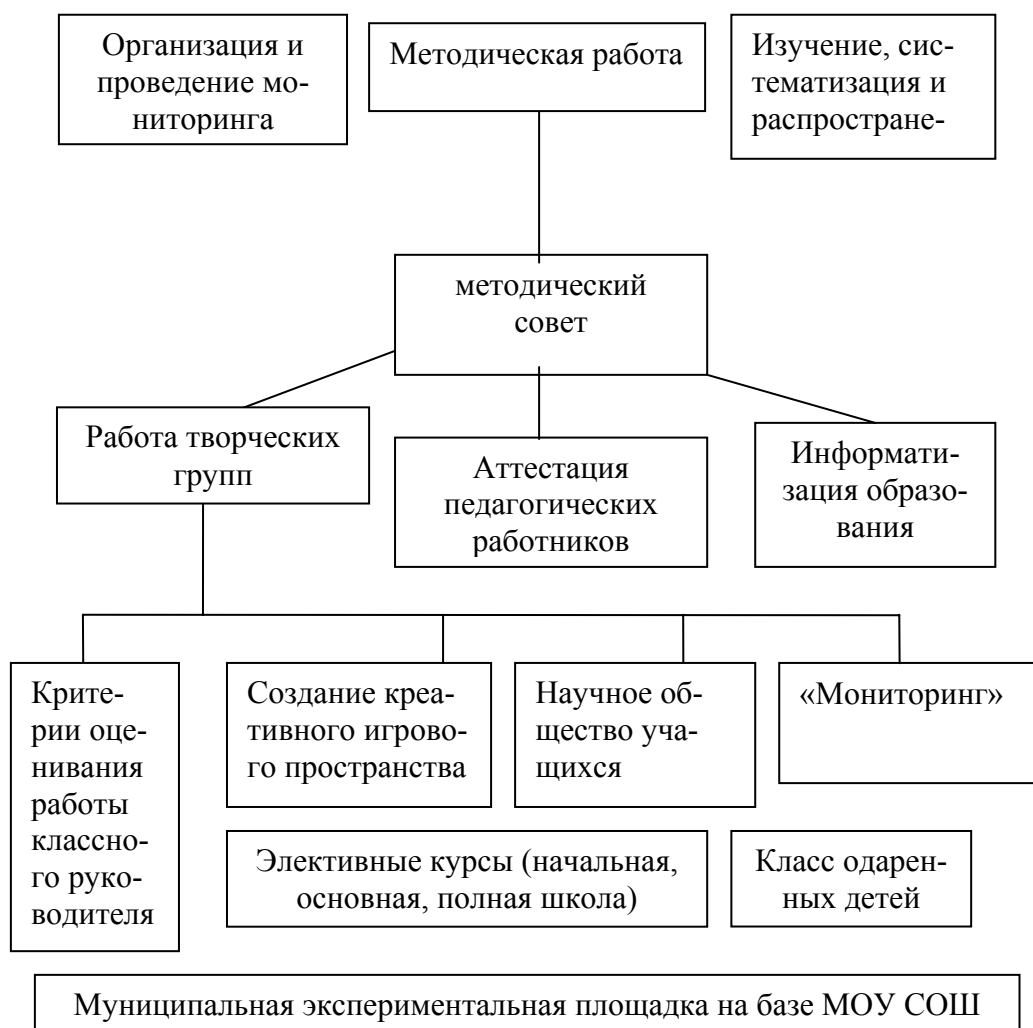 Организация и
проведение мо-
ниторинга
Методическая работа
Изучение, сис-
тематизация и
распростране-
методический
совет
Работа творческих
групп
Аттестация
педагогических
работников
Информати-
зация образо-
вания
Крите-
рии оце-
нивания
работы
классно-
го руко-
водителя
Создание креа-
тивного игрово-
го пространства
Научное об-
щество уча-
щихся
«Мониторинг»
Элективные курсы (начальная,
основная, полная школа)
Класс одарен-
ных детей
Муниципальная экспериментальная площадка на базе МОУ СОШ